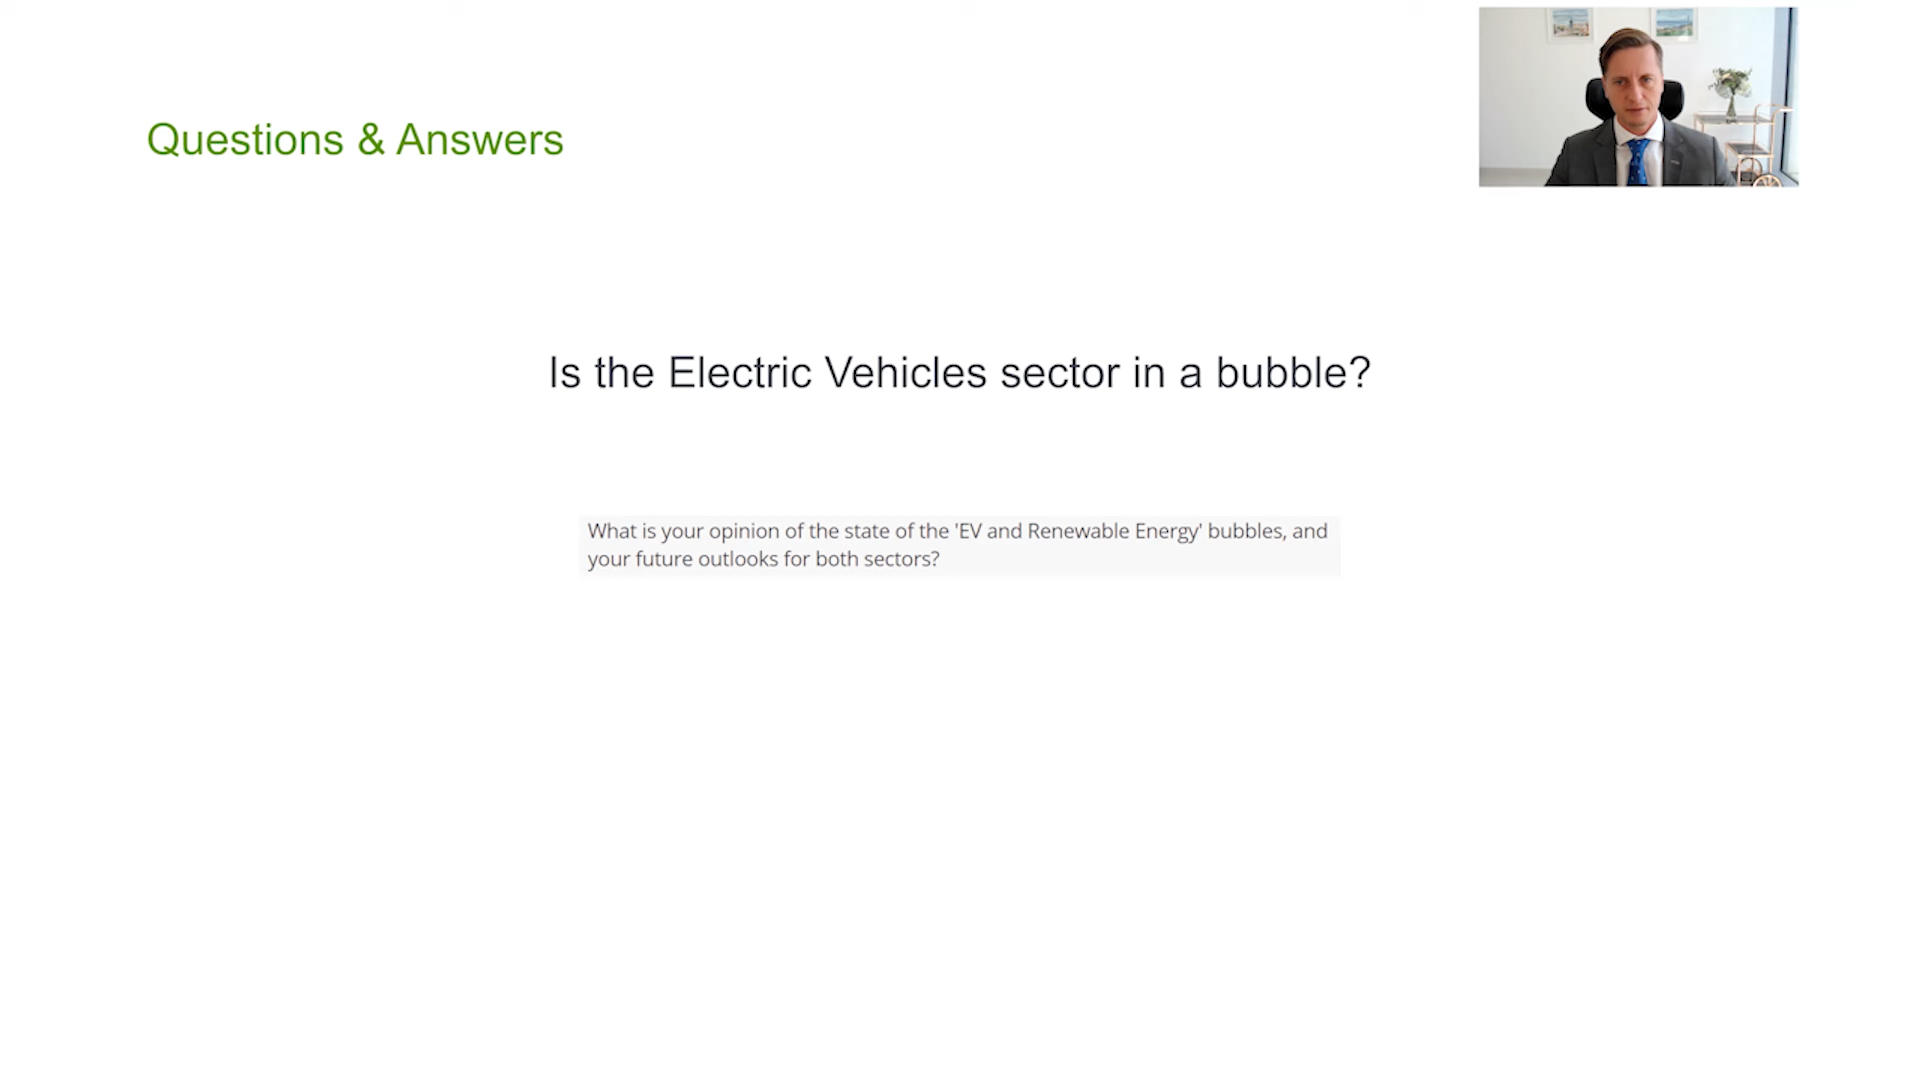 Questions & Answers
Is the Electric Vehicles sector in a bubble?
What is your opinion of the state of the 'EV and Renewable Energy' bubbles, and
your future outlooks for both sectors?